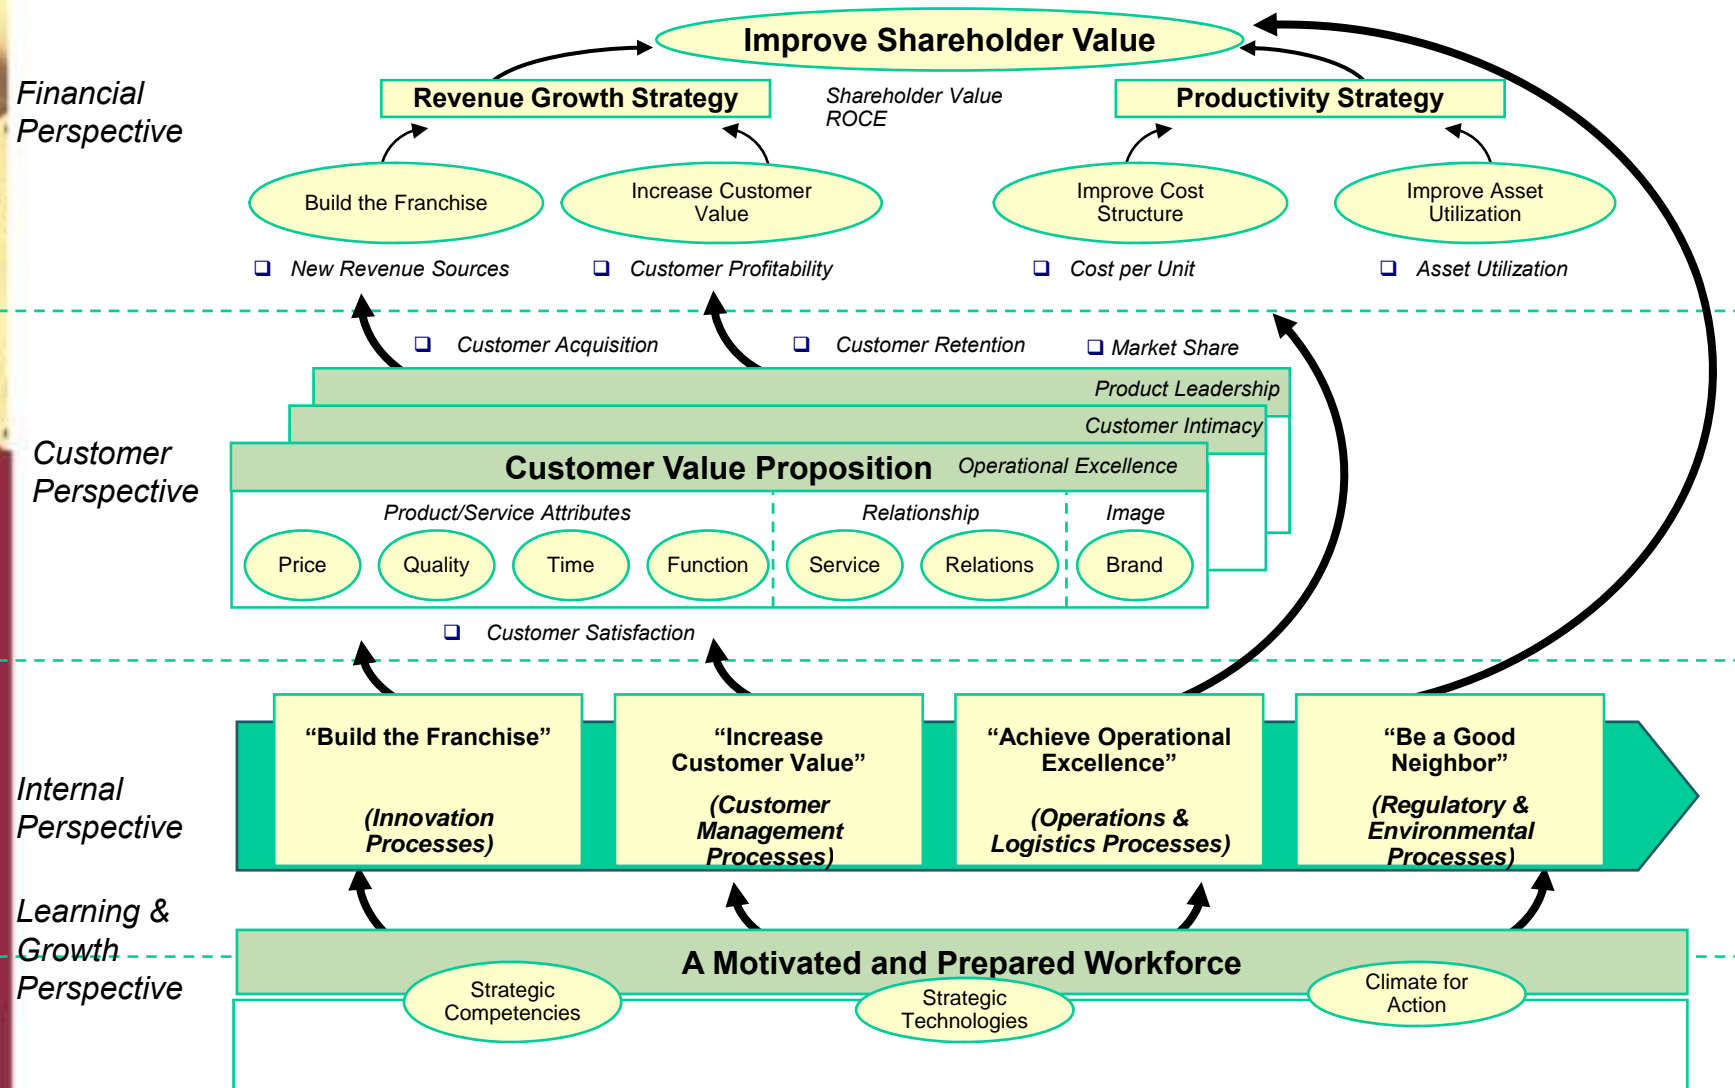 Improve Shareholder Value
Financial
Perspective
Revenue Growth Strategy
Shareholder Value
ROCE
Productivity Strategy
Build the Franchise
Increase Customer
Value
Improve Cost
Structure
Improve Asset
Utilization
New Revenue Sources
Customer Profitability
Cost per Unit
Asset Utilization
Customer Acquisition
Customer Retention
Market Share
Product Leadership
Customer Intimacy
Customer
Perspective
Customer Value Proposition
Operational Excellence
Product/Service Attributes
Relationship
Image
Price
Quality
Time
Function
Service
Relations
Brand
Customer Satisfaction
Internal
Perspective
“Build the Franchise”
(Innovation
Processes)
“Increase
Customer Value”
(Customer
Management
Processes)
“Achieve Operational
Excellence”
(Operations &
Logistics Processes)
“Be a Good
Neighbor”
(Regulatory &
Environmental
Processes)
Learning &
Growth
Perspective
A Motivated and Prepared Workforce
Strategic
Competencies
Strategic
Technologies
Climate for
Action